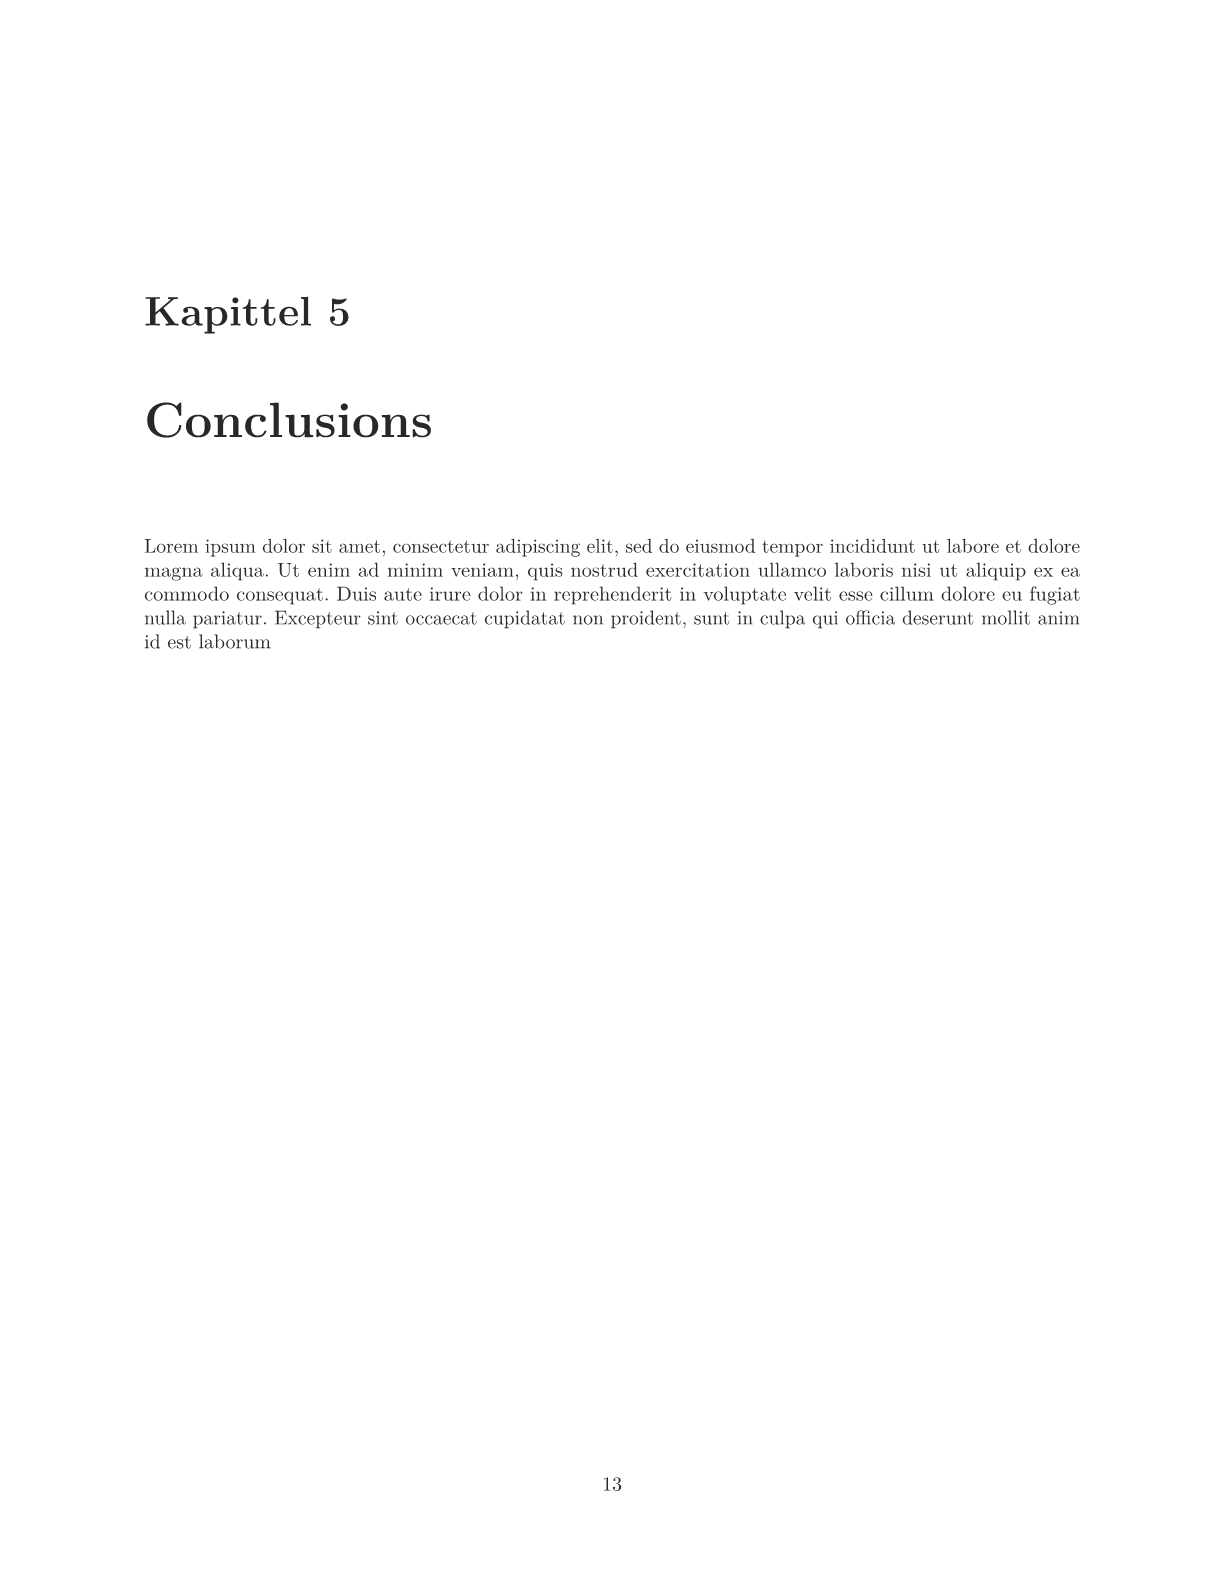 Kapittel 5
Conclusions
Lorem ipsum dolor sit amet, consectetur adipiscing elit, sed do eiusmod tempor incididunt ut labore et dolore
magna aliqua. Ut enim ad minim veniam, quis nostrud exercitation ullamco laboris nisi ut aliquip ex ea
commodo consequat. Duis aute irure dolor in reprehenderit in voluptate velit esse cillum dolore eu fugiat
nulla pariatur. Excepteur sint occaecat cupidatat non proident, sunt in culpa qui officia deserunt mollit anim
id est laborum
13